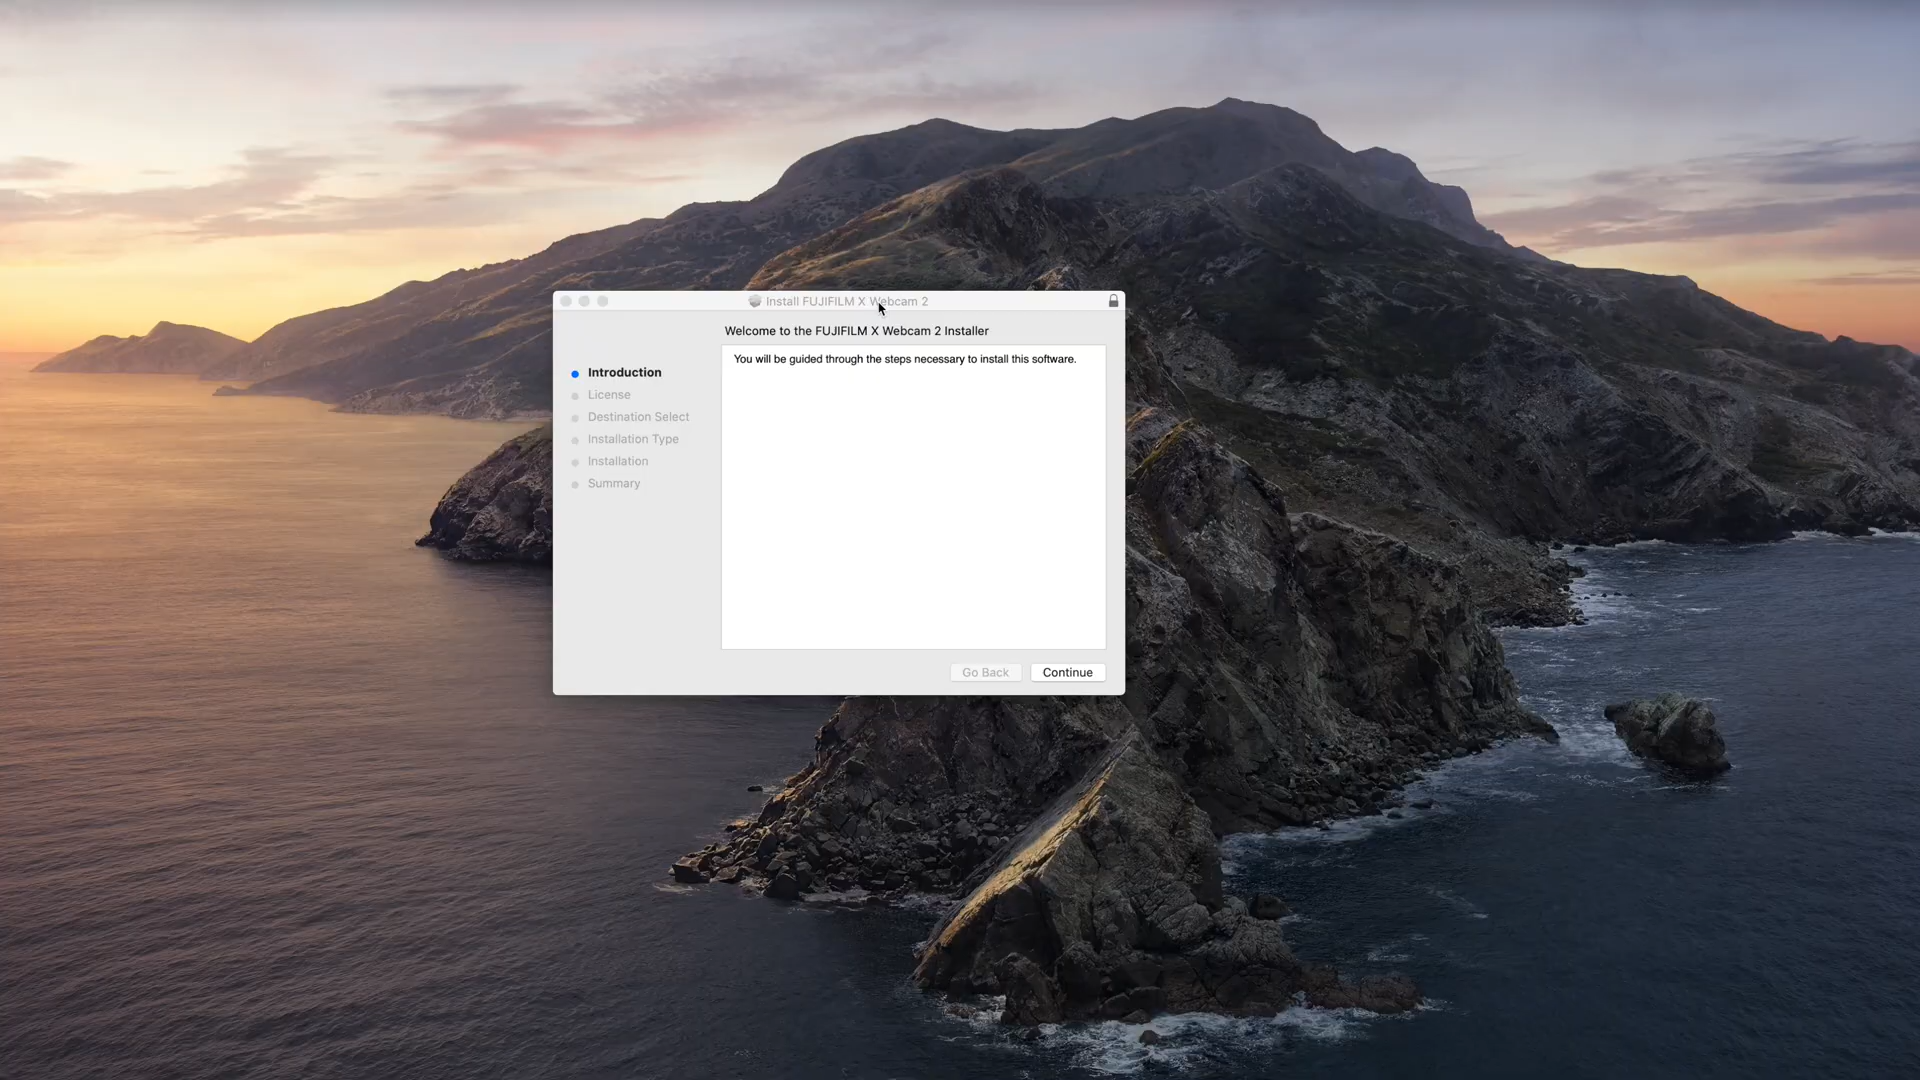 Install FUJIFILM X Webcam 2
Welcome to the FUJIFILM X Webcam 2 Installer
You will be guided through the steps necessary to install this software.
Introduction
License
Destination Select
Installation Type
Installation
Summary
Go Back
Continue